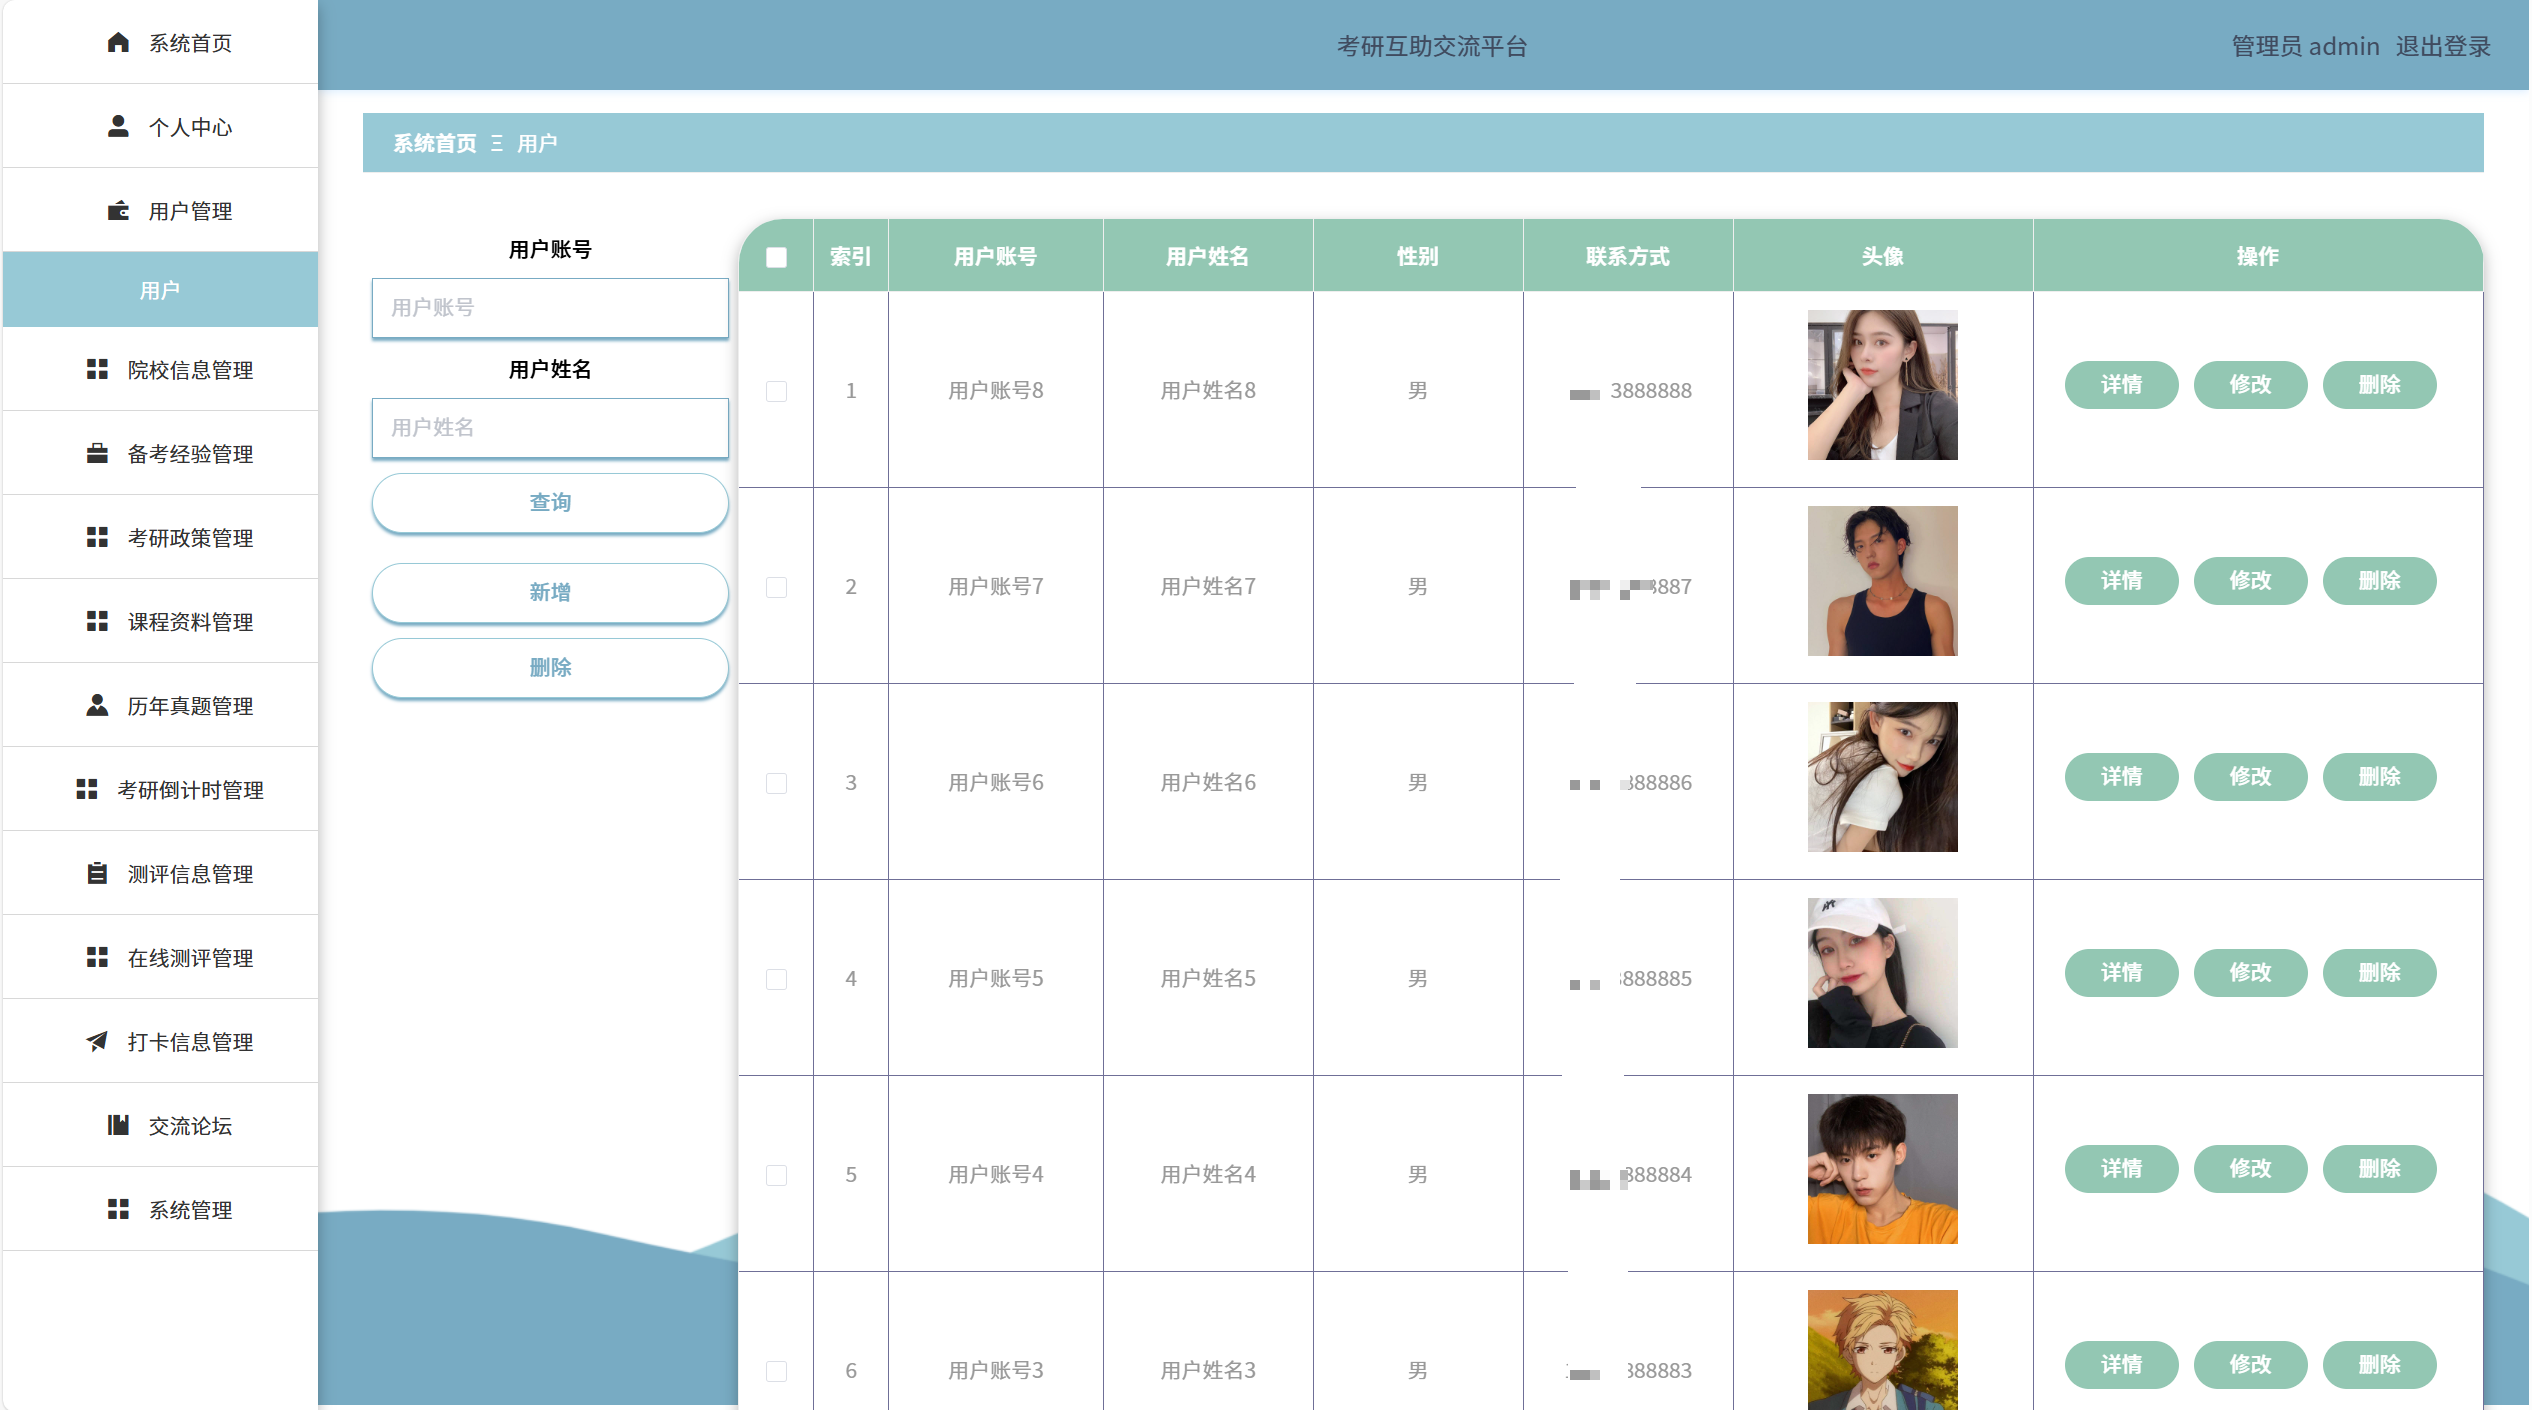 考研互助交流平台
管理员 admin 退出登录
系统首页
个人中心
用户管理
用户
院校信息管理
备考经验管理
考研政策管理
课程资料管理
历年真题管理
考研倒计时管理
测评信息管理
在线测评管理
打卡信息管理
交流论坛
系统管理
系统首页 Ξ 用户
用户账号
用户账号
用户姓名
用户姓名
查询
新增
删除
索引 用户账号 用户姓名 性别 联系方式 头像 操作
1 用户账号8 用户姓名8 男 3888888 详情 修改 删除
2 用户账号7 用户姓名7 男 887 详情 修改 删除
3 用户账号6 用户姓名6 男 88886 详情 修改 删除
4 用户账号5 用户姓名5 男 888885 详情 修改 删除
5 用户账号4 用户姓名4 男 88884 详情 修改 删除
6 用户账号3 用户姓名3 男 88883 详情 修改 删除